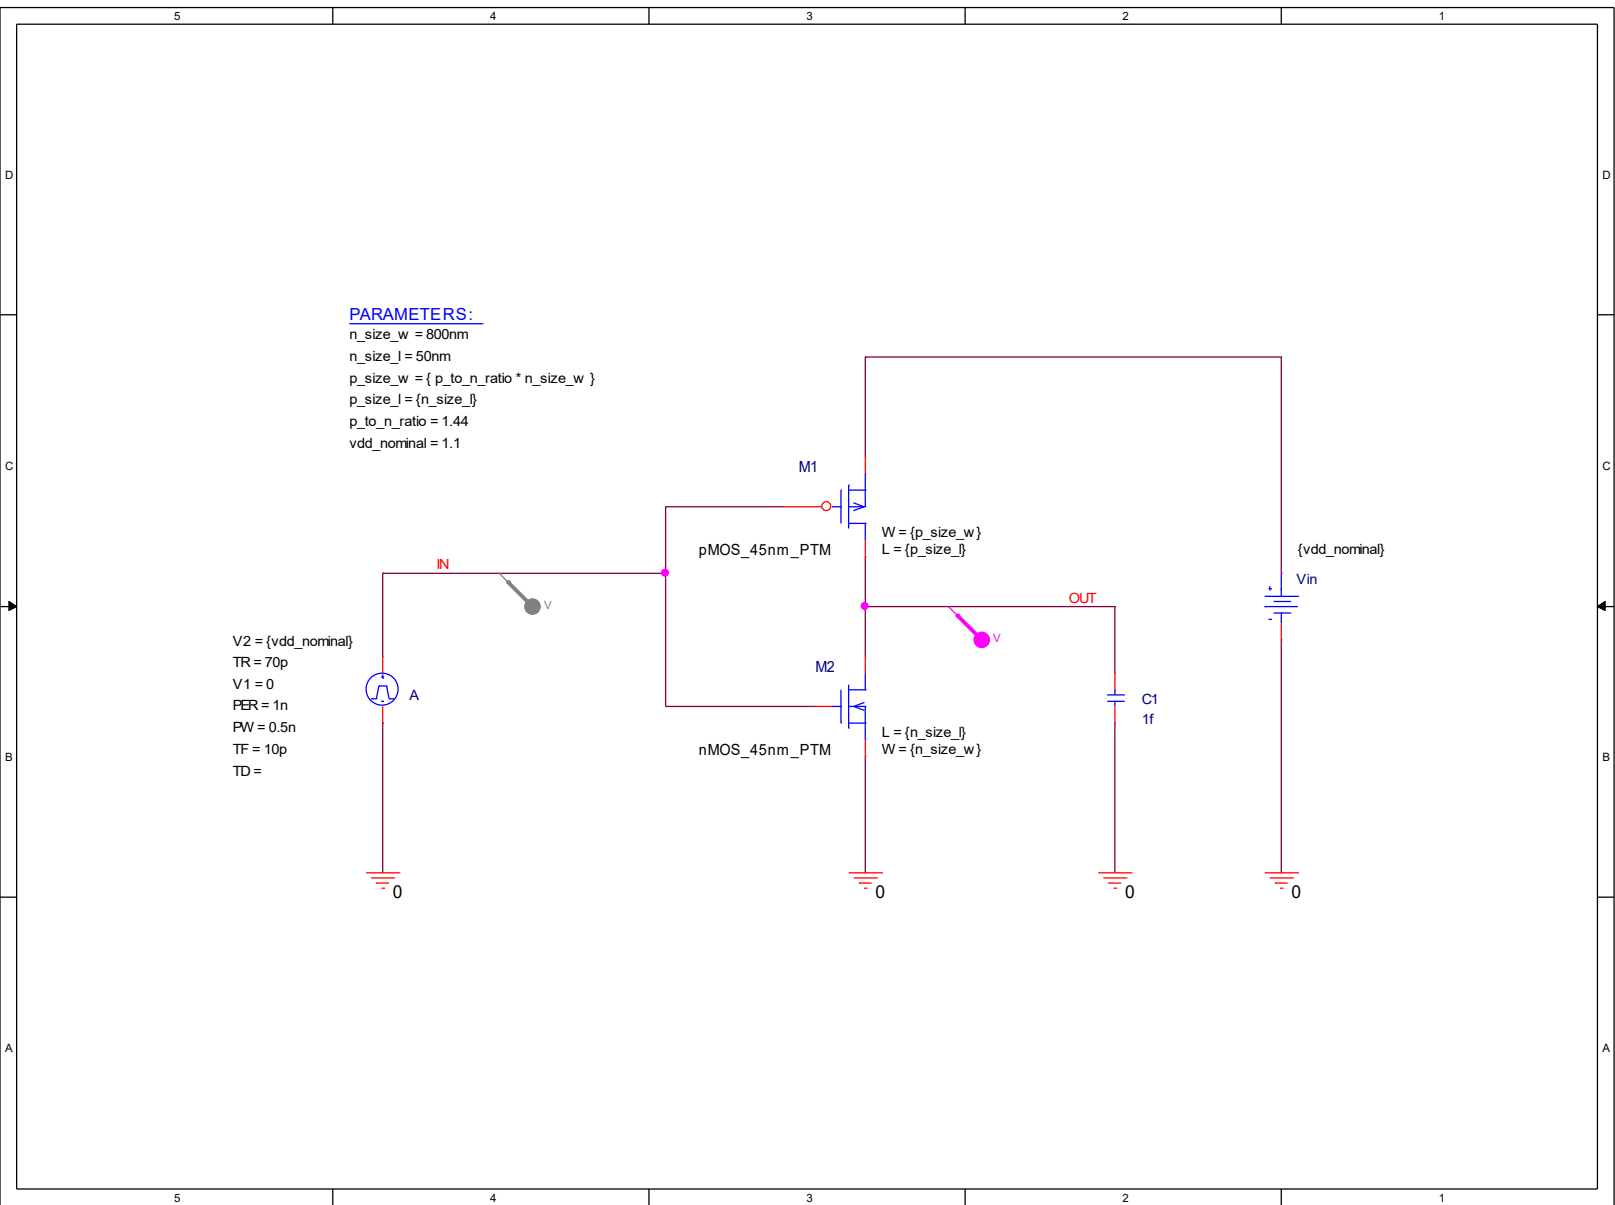 5 4 3 2 1
D D
PARAMETERS:
n_size_w = 800nm
n_size_l = 50nm
p_size_w = { p_to_n_ratio * n_size_w }
p_size_l = {n_size_l}
p_to_n_ratio = 1.44
vdd_nominal = 1.1
C C
M1
W = {p_size_w}
L = {p_size_l}
pMOS_45nm_PTM
{vdd_nominal}
Vin
IN
V
OUT
V
V2 = {vdd_nominal}
TR = 70p
V1 = 0
PER = 1n
PW = 0.5n
TF = 10p
TD =
A
M2
L = {n_size_l}
W = {n_size_w}
nMOS_45nm_PTM
C1
1f
B B
0 0 0 0
A A
5 4 3 2 1